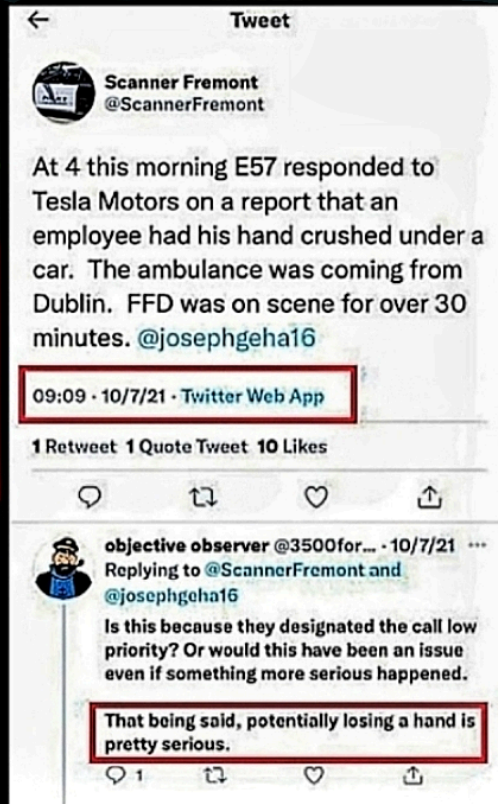 Tweet
Scanner Fremont
@ScannerFremont
At 4 this morning E57 responded to
Tesla Motors on a report that an
employee had his hand crushed under a
car. The ambulance was coming from
Dublin. FFD was on scene for over 30
minutes. @josephgeha16
09:09 · 10/7/21 · Twitter Web App
1 Retweet 1 Quote Tweet 10 Likes
objective observer @3500for... · 10/7/21 ...
Replying to @ScannerFremont and
@josephgeha16
Is this because they designated the call low
priority? Or would this have been an issue
even if something more serious happened.
That being said, potentially losing a hand is
pretty serious.
1